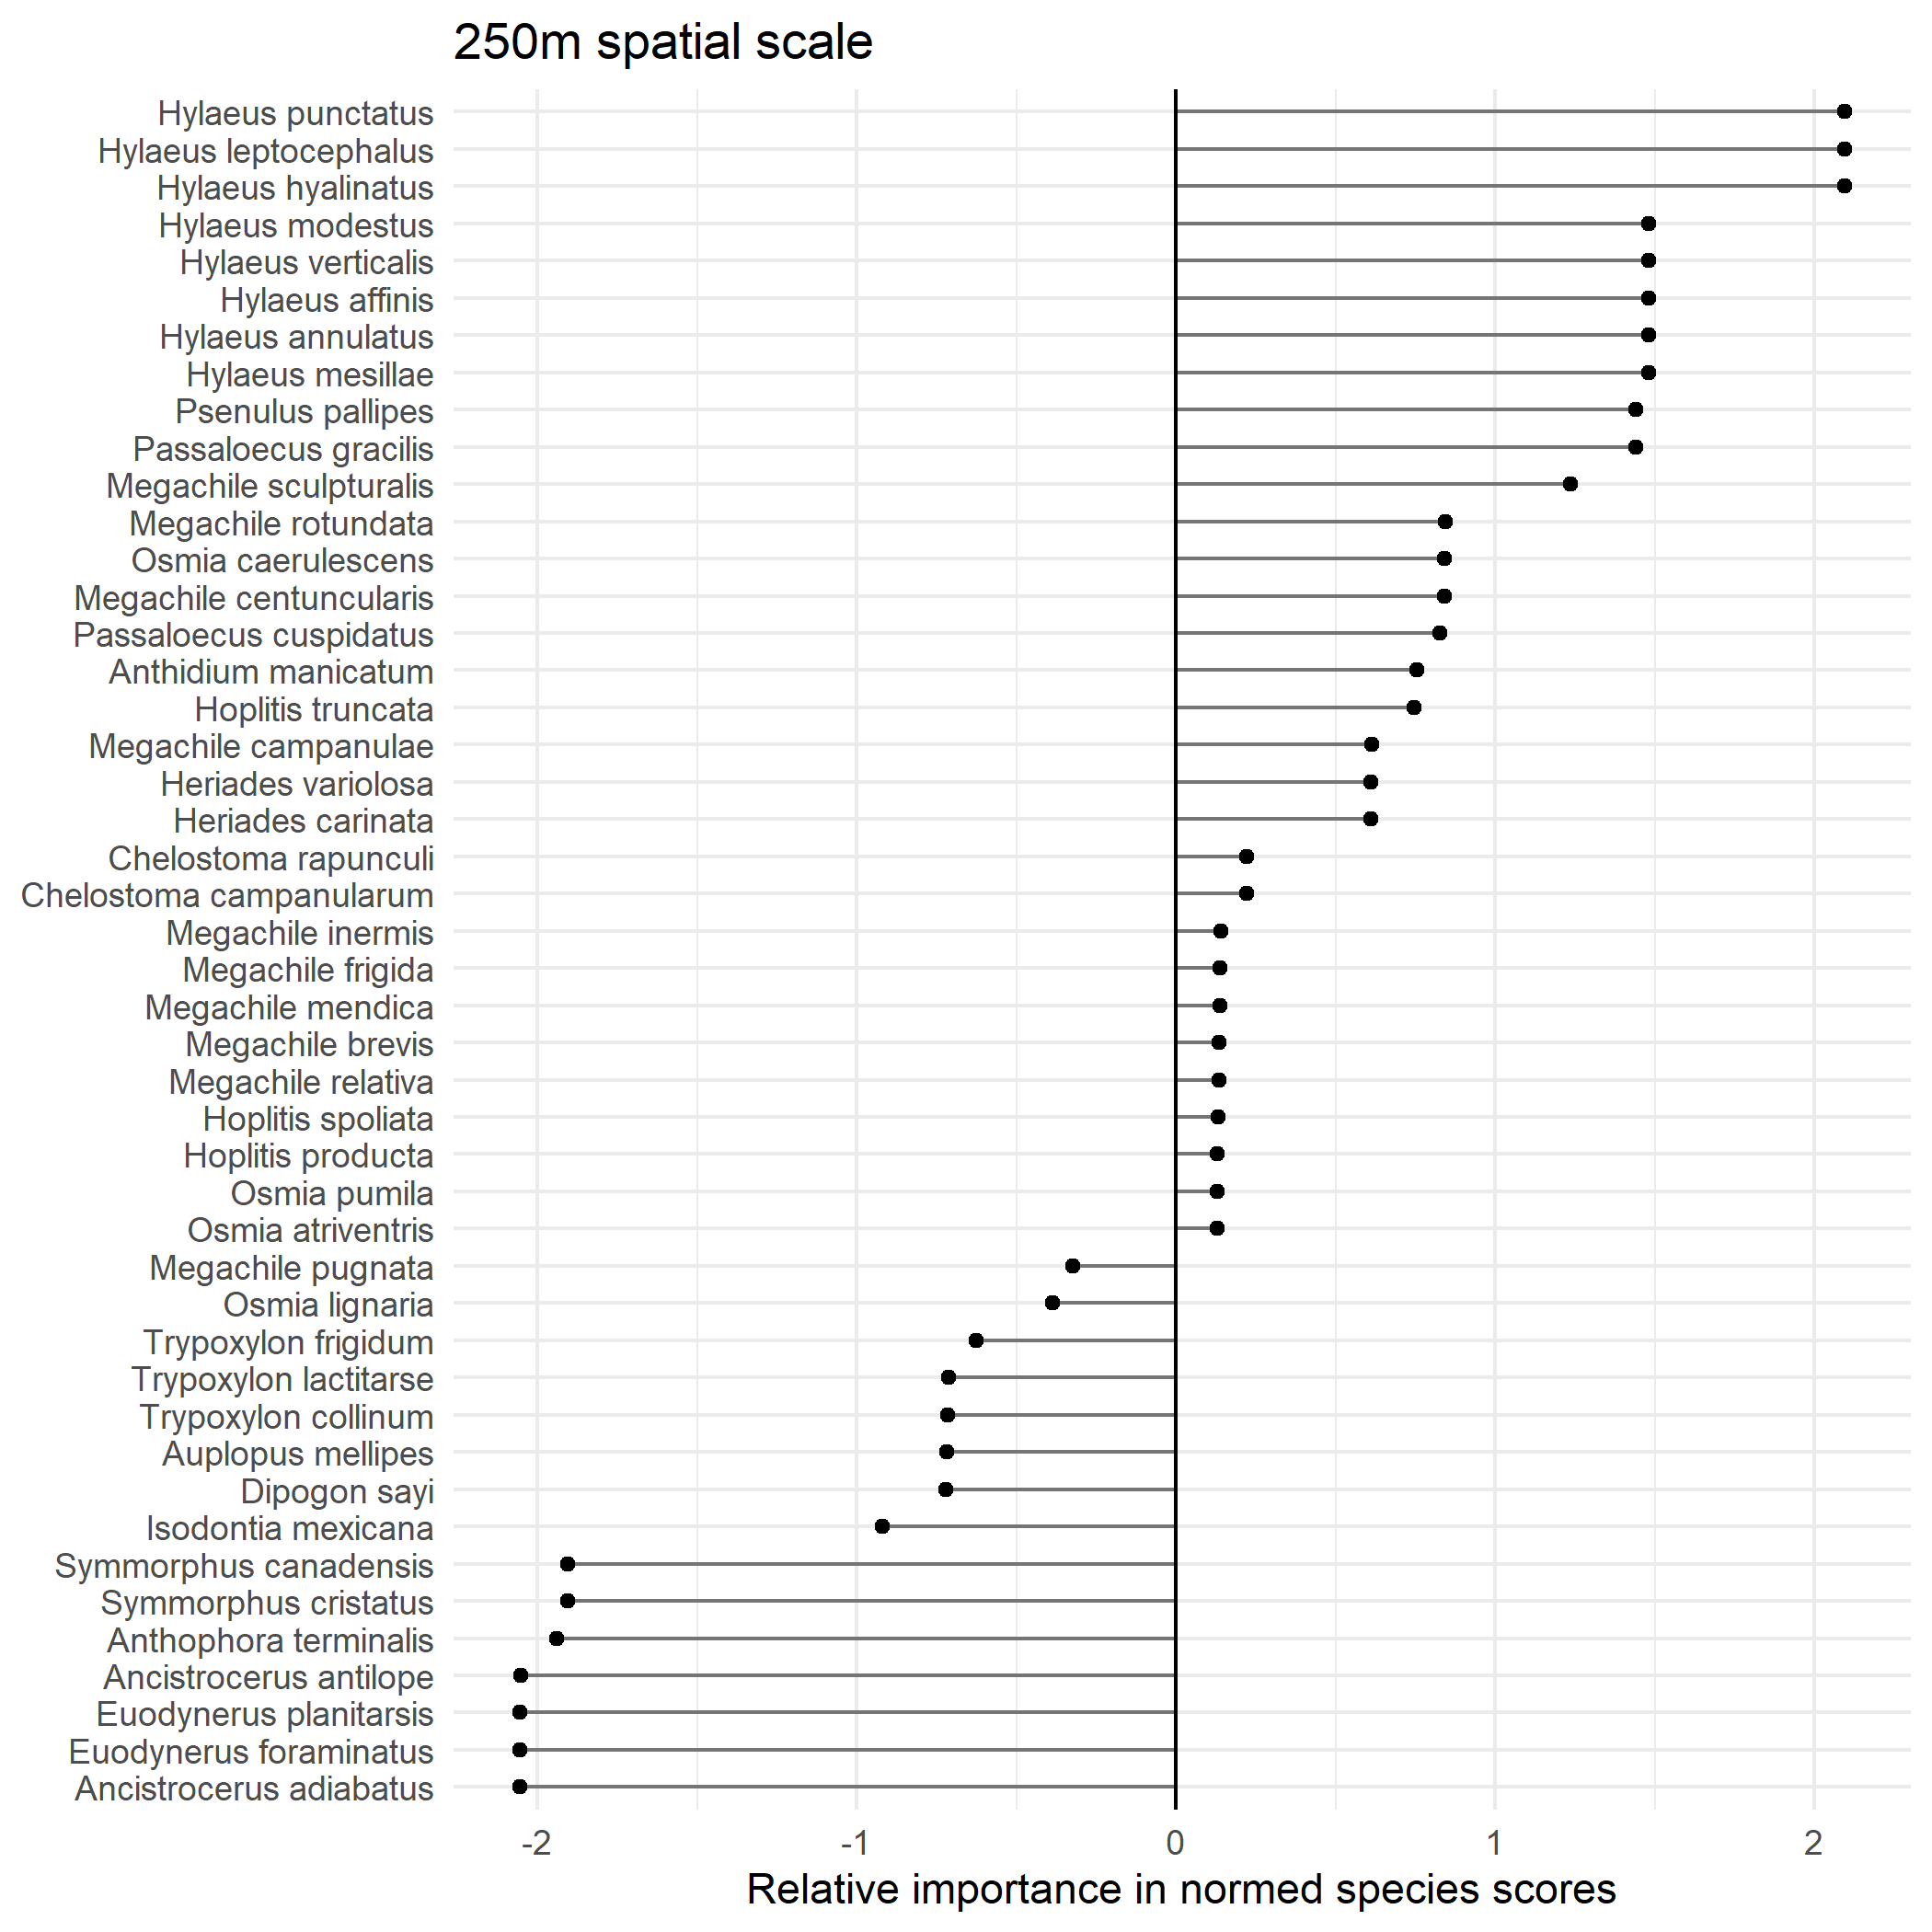 250m spatial scale
Hylaeus punctatus
Hylaeus leptocephalus
Hylaeus hyalinatus
Hylaeus modestus
Hylaeus verticalis
Hylaeus affinis
Hylaeus annulatus
Hylaeus mesillae
Psenulus pallipes
Passaloecus gracilis
Megachile sculpturalis
Megachile rotundata
Osmia caerulescens
Megachile centuncularis
Passaloecus cuspidatus
Anthidium manicatum
Hoplitis truncata
Megachile campanulae
Heriades variolosa
Heriades carinata
Chelostoma rapunculi
Chelostoma campanularum
Megachile inermis
Megachile frigida
Megachile mendica
Megachile brevis
Megachile relativa
Hoplitis spoliata
Hoplitis producta
Osmia pumila
Osmia atriventris
Megachile pugnata
Osmia lignaria
Trypoxylon frigidum
Trypoxylon lactitarse
Trypoxylon collinum
Auplopus mellipes
Dipogon sayi
Isodontia mexicana
Symmorphus canadensis
Symmorphus cristatus
Anthophora terminalis
Ancistrocerus antilope
Euodynerus planitarsis
Euodynerus foraminatus
Ancistrocerus adiabatus
-2 -1 0 1 2
Relative importance in normed species scores